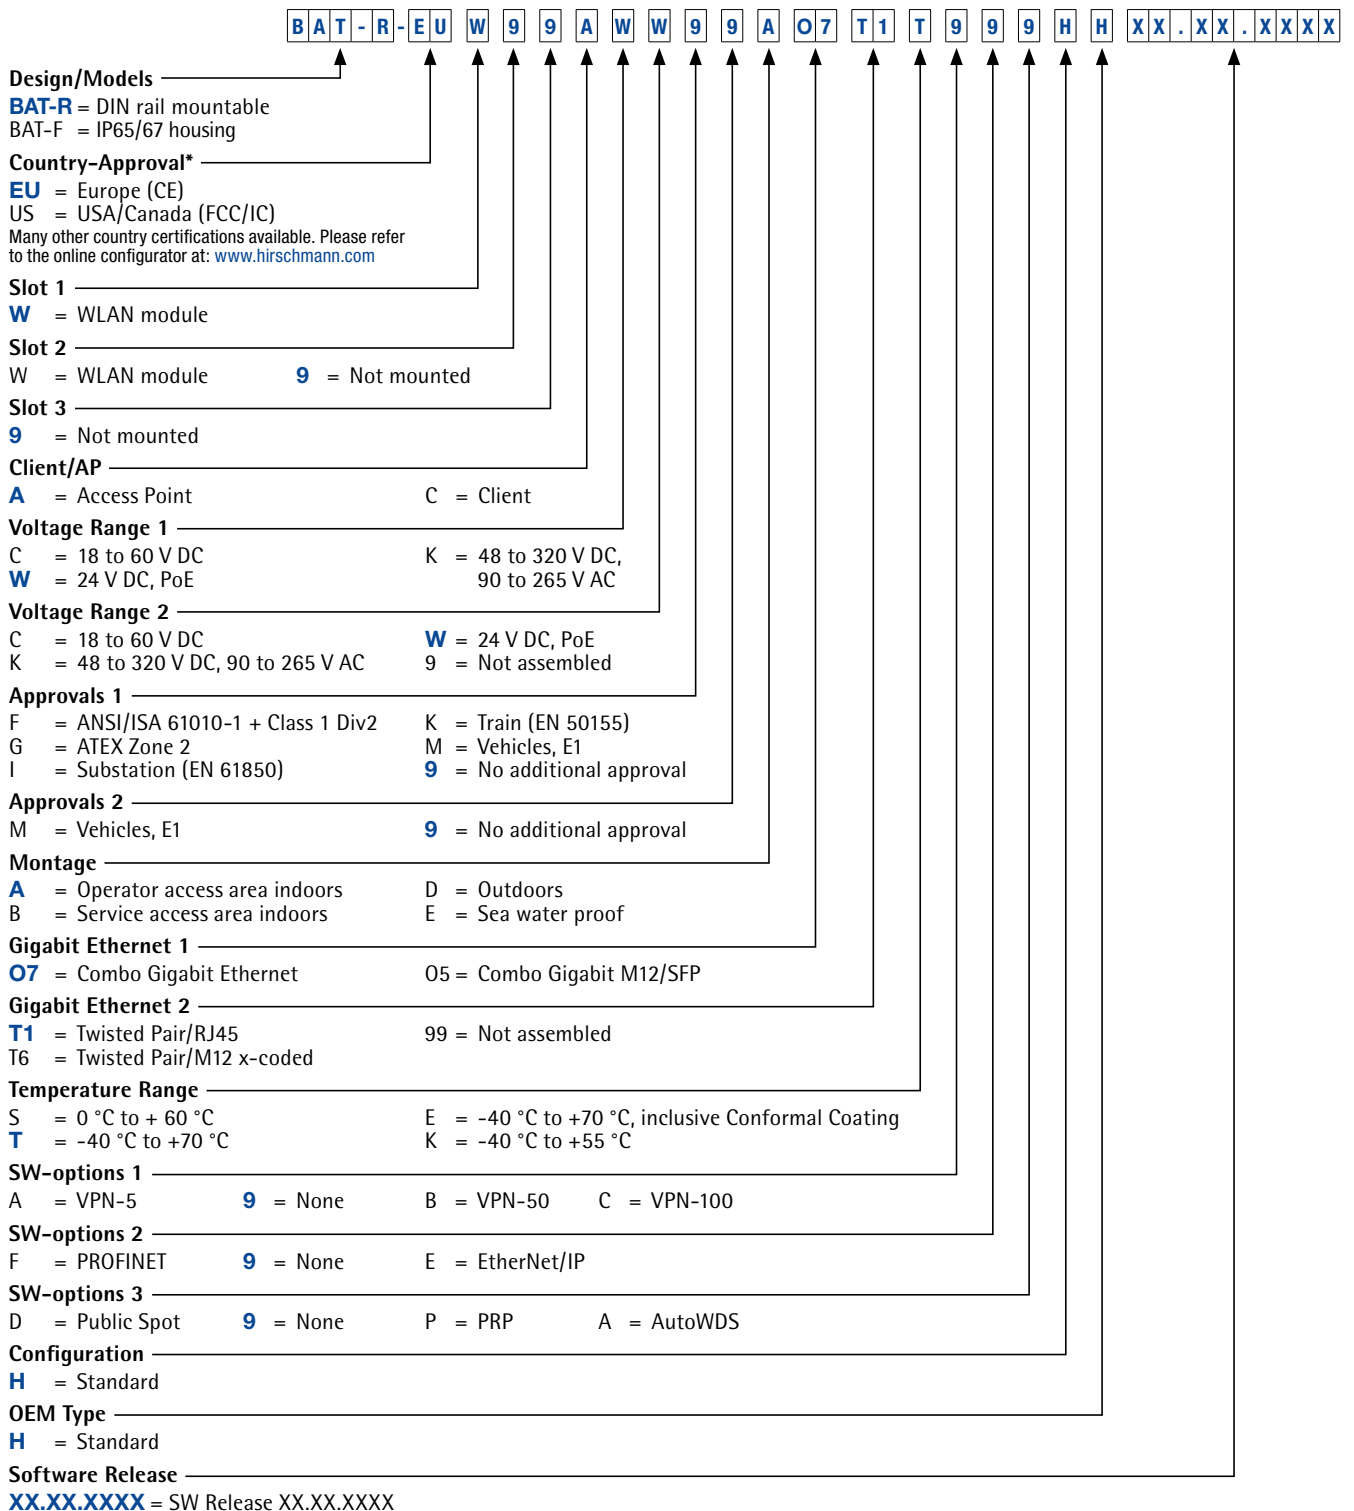 BAT-R-EU W 9 9 A W W 9 9 A O7 T1 T 9 9 9 H H XX.XX.XXXX
Design/Models
BAT-R = DIN rail mountable
BAT-F = IP65/67 housing
Country-Approval*
EU = Europe (CE)
US = USA/Canada (FCC/IC)
Many other country certifications available. Please refer
to the online configurator at: www.hirschmann.com
Slot 1
W = WLAN module
Slot 2
W = WLAN module 9 = Not mounted
Slot 3
9 = Not mounted
Client/AP
A = Access Point C = Client
Voltage Range 1
C = 18 to 60 V DC K = 48 to 320 V DC,
W = 24 V DC, PoE 90 to 265 V AC
Voltage Range 2
C = 18 to 60 V DC W = 24 V DC, PoE
K = 48 to 320 V DC, 90 to 265 V AC 9 = Not assembled
Approvals 1
F = ANSI/ISA 61010-1 + Class 1 Div2 K = Train (EN 50155)
G = ATEX Zone 2 M = Vehicles, E1
I = Substation (EN 61850) 9 = No additional approval
Approvals 2
M = Vehicles, E1 9 = No additional approval
Montage
A = Operator access area indoors D = Outdoors
B = Service access area indoors E = Sea water proof
Gigabit Ethernet 1
O7 = Combo Gigabit Ethernet O5 = Combo Gigabit M12/SFP
Gigabit Ethernet 2
T1 = Twisted Pair/RJ45 99 = Not assembled
T6 = Twisted Pair/M12 x-coded
Temperature Range
S = 0 °C to + 60 °C E = -40 °C to +70 °C, inclusive Conformal Coating
T = -40 °C to +70 °C K = -40 °C to +55 °C
SW-options 1
A = VPN-5 9 = None B = VPN-50 C = VPN-100
SW-options 2
F = PROFINET 9 = None E = EtherNet/IP
SW-options 3
D = Public Spot 9 = None P = PRP A = AutoWDS
Configuration
H = Standard
OEM Type
H = Standard
Software Release
XX.XX.XXXX = SW Release XX.XX.XXXX